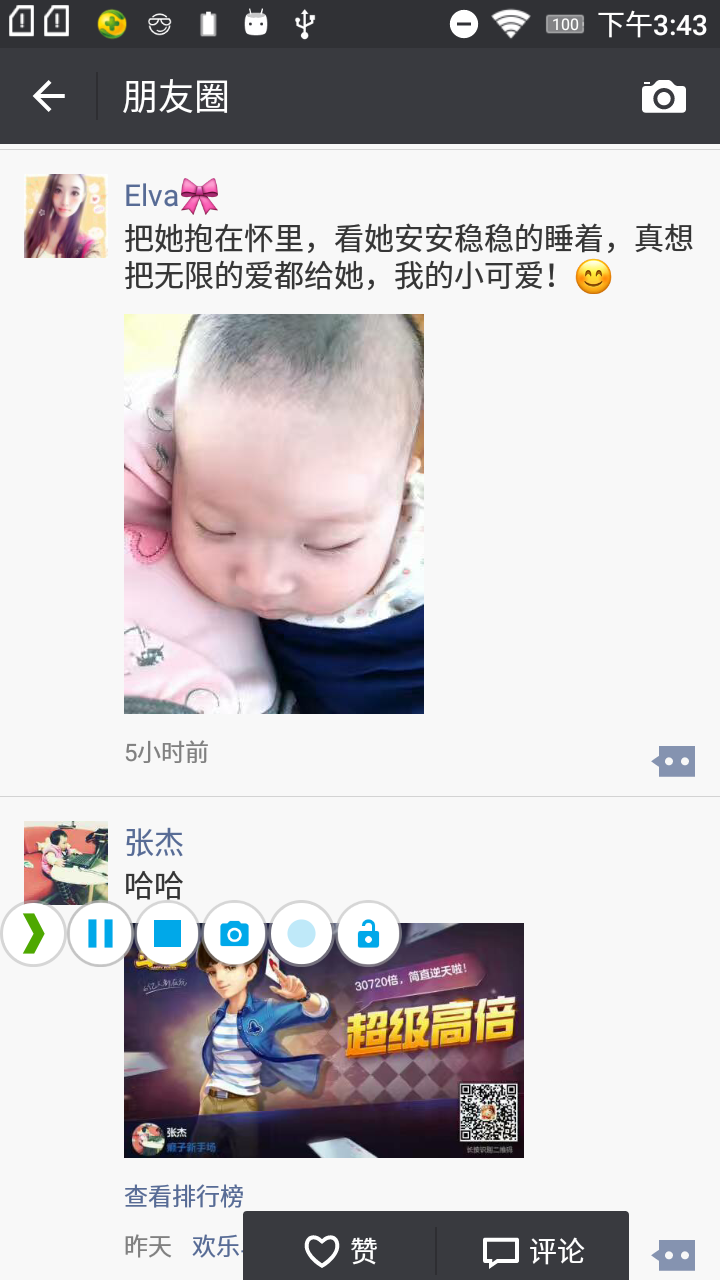 100 下午3:43
朋友圈
Elva
把她抱在怀里，看她安安稳稳的睡着，真想
把无限的爱都给她，我的小可爱！😊
5小时前
张杰
哈哈
30720倍，简直逆天啦！
超级高倍
张杰
癞子新手场
长按识别二维码
查看排行榜
昨天 欢乐
赞 评论